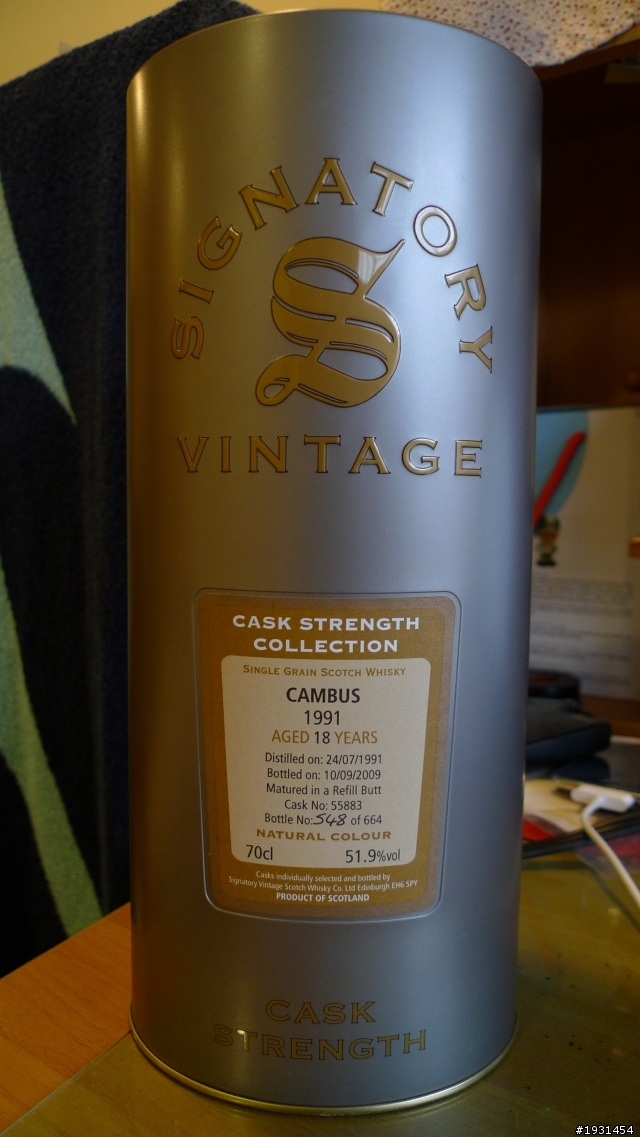 SIGNATORY
S
VINTAGE
CASK STRENGTH
COLLECTION
SINGLE GRAIN SCOTCH WHISKY
CAMBUS
1991
AGED 18 YEARS
Distilled on: 24/07/1991
Bottled on: 10/09/2009
Matured in a Refill Butt
Cask No: 55883
Bottle No: 548 of 664
NATURAL COLOUR
70cl 51.9%vol
Casks individually selected and bottled by
Signatory Vintage Scotch Whisky Co. Ltd Edinburgh EH6 5PY
PRODUCT OF SCOTLAND
CASK
STRENGTH
#1931454